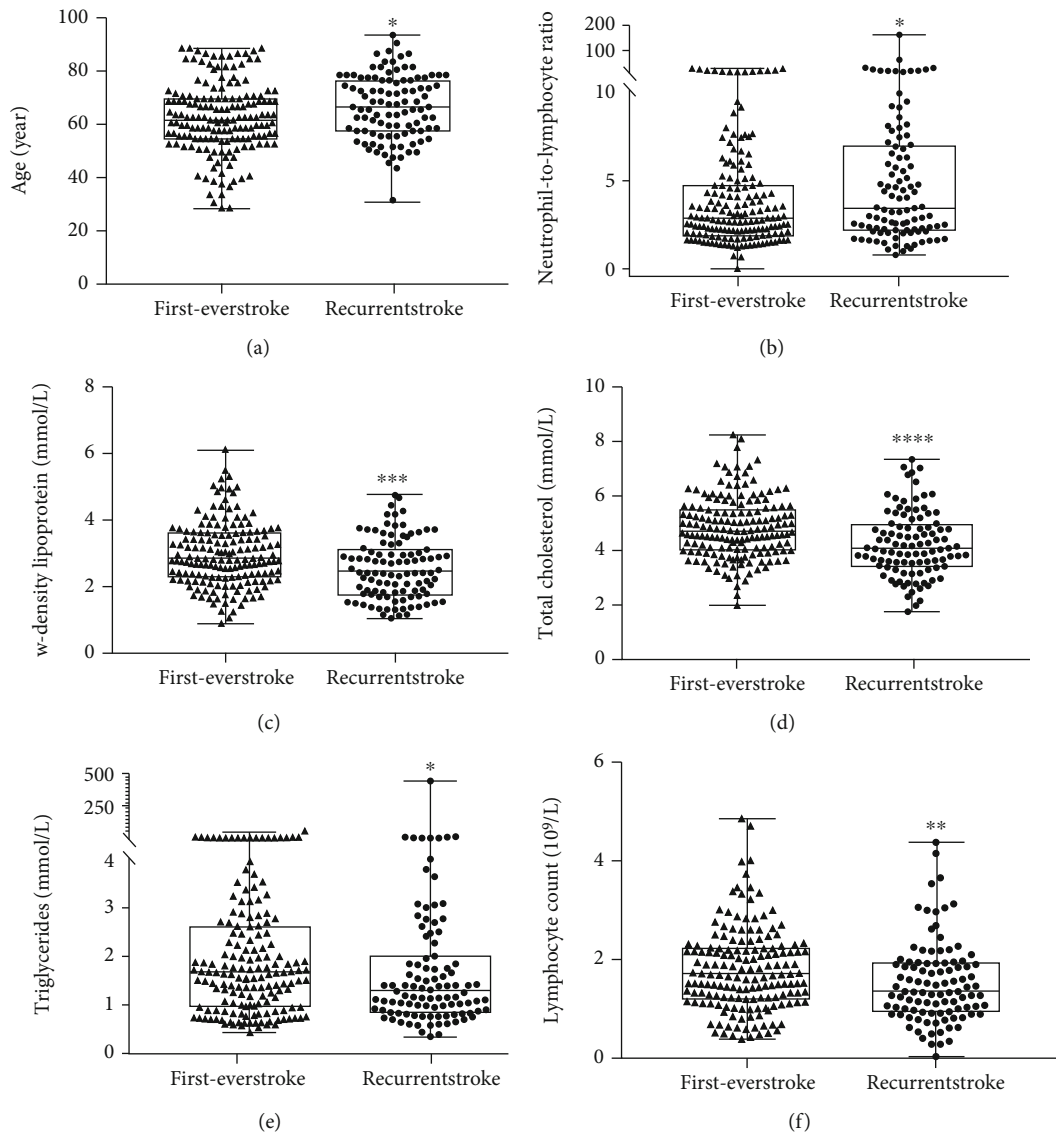 100
80
60
40
20
0
Age (year)
*
First-everstroke
Recurrentstroke
(a)
200
100
10
5
0
Neutrophil-to-lymphocyte ratio
*
First-everstroke
Recurrentstroke
(b)
8
6
4
2
0
w-density lipoprotein (mmol/L)
***
First-everstroke
Recurrentstroke
(c)
10
8
6
4
2
0
Total cholesterol (mmol/L)
****
First-everstroke
Recurrentstroke
(d)
500
250
4
3
2
1
0
Triglycerides (mmol/L)
*
First-everstroke
Recurrentstroke
(e)
6
4
2
0
Lymphocyte count (10⁹/L)
**
First-everstroke
Recurrentstroke
(f)